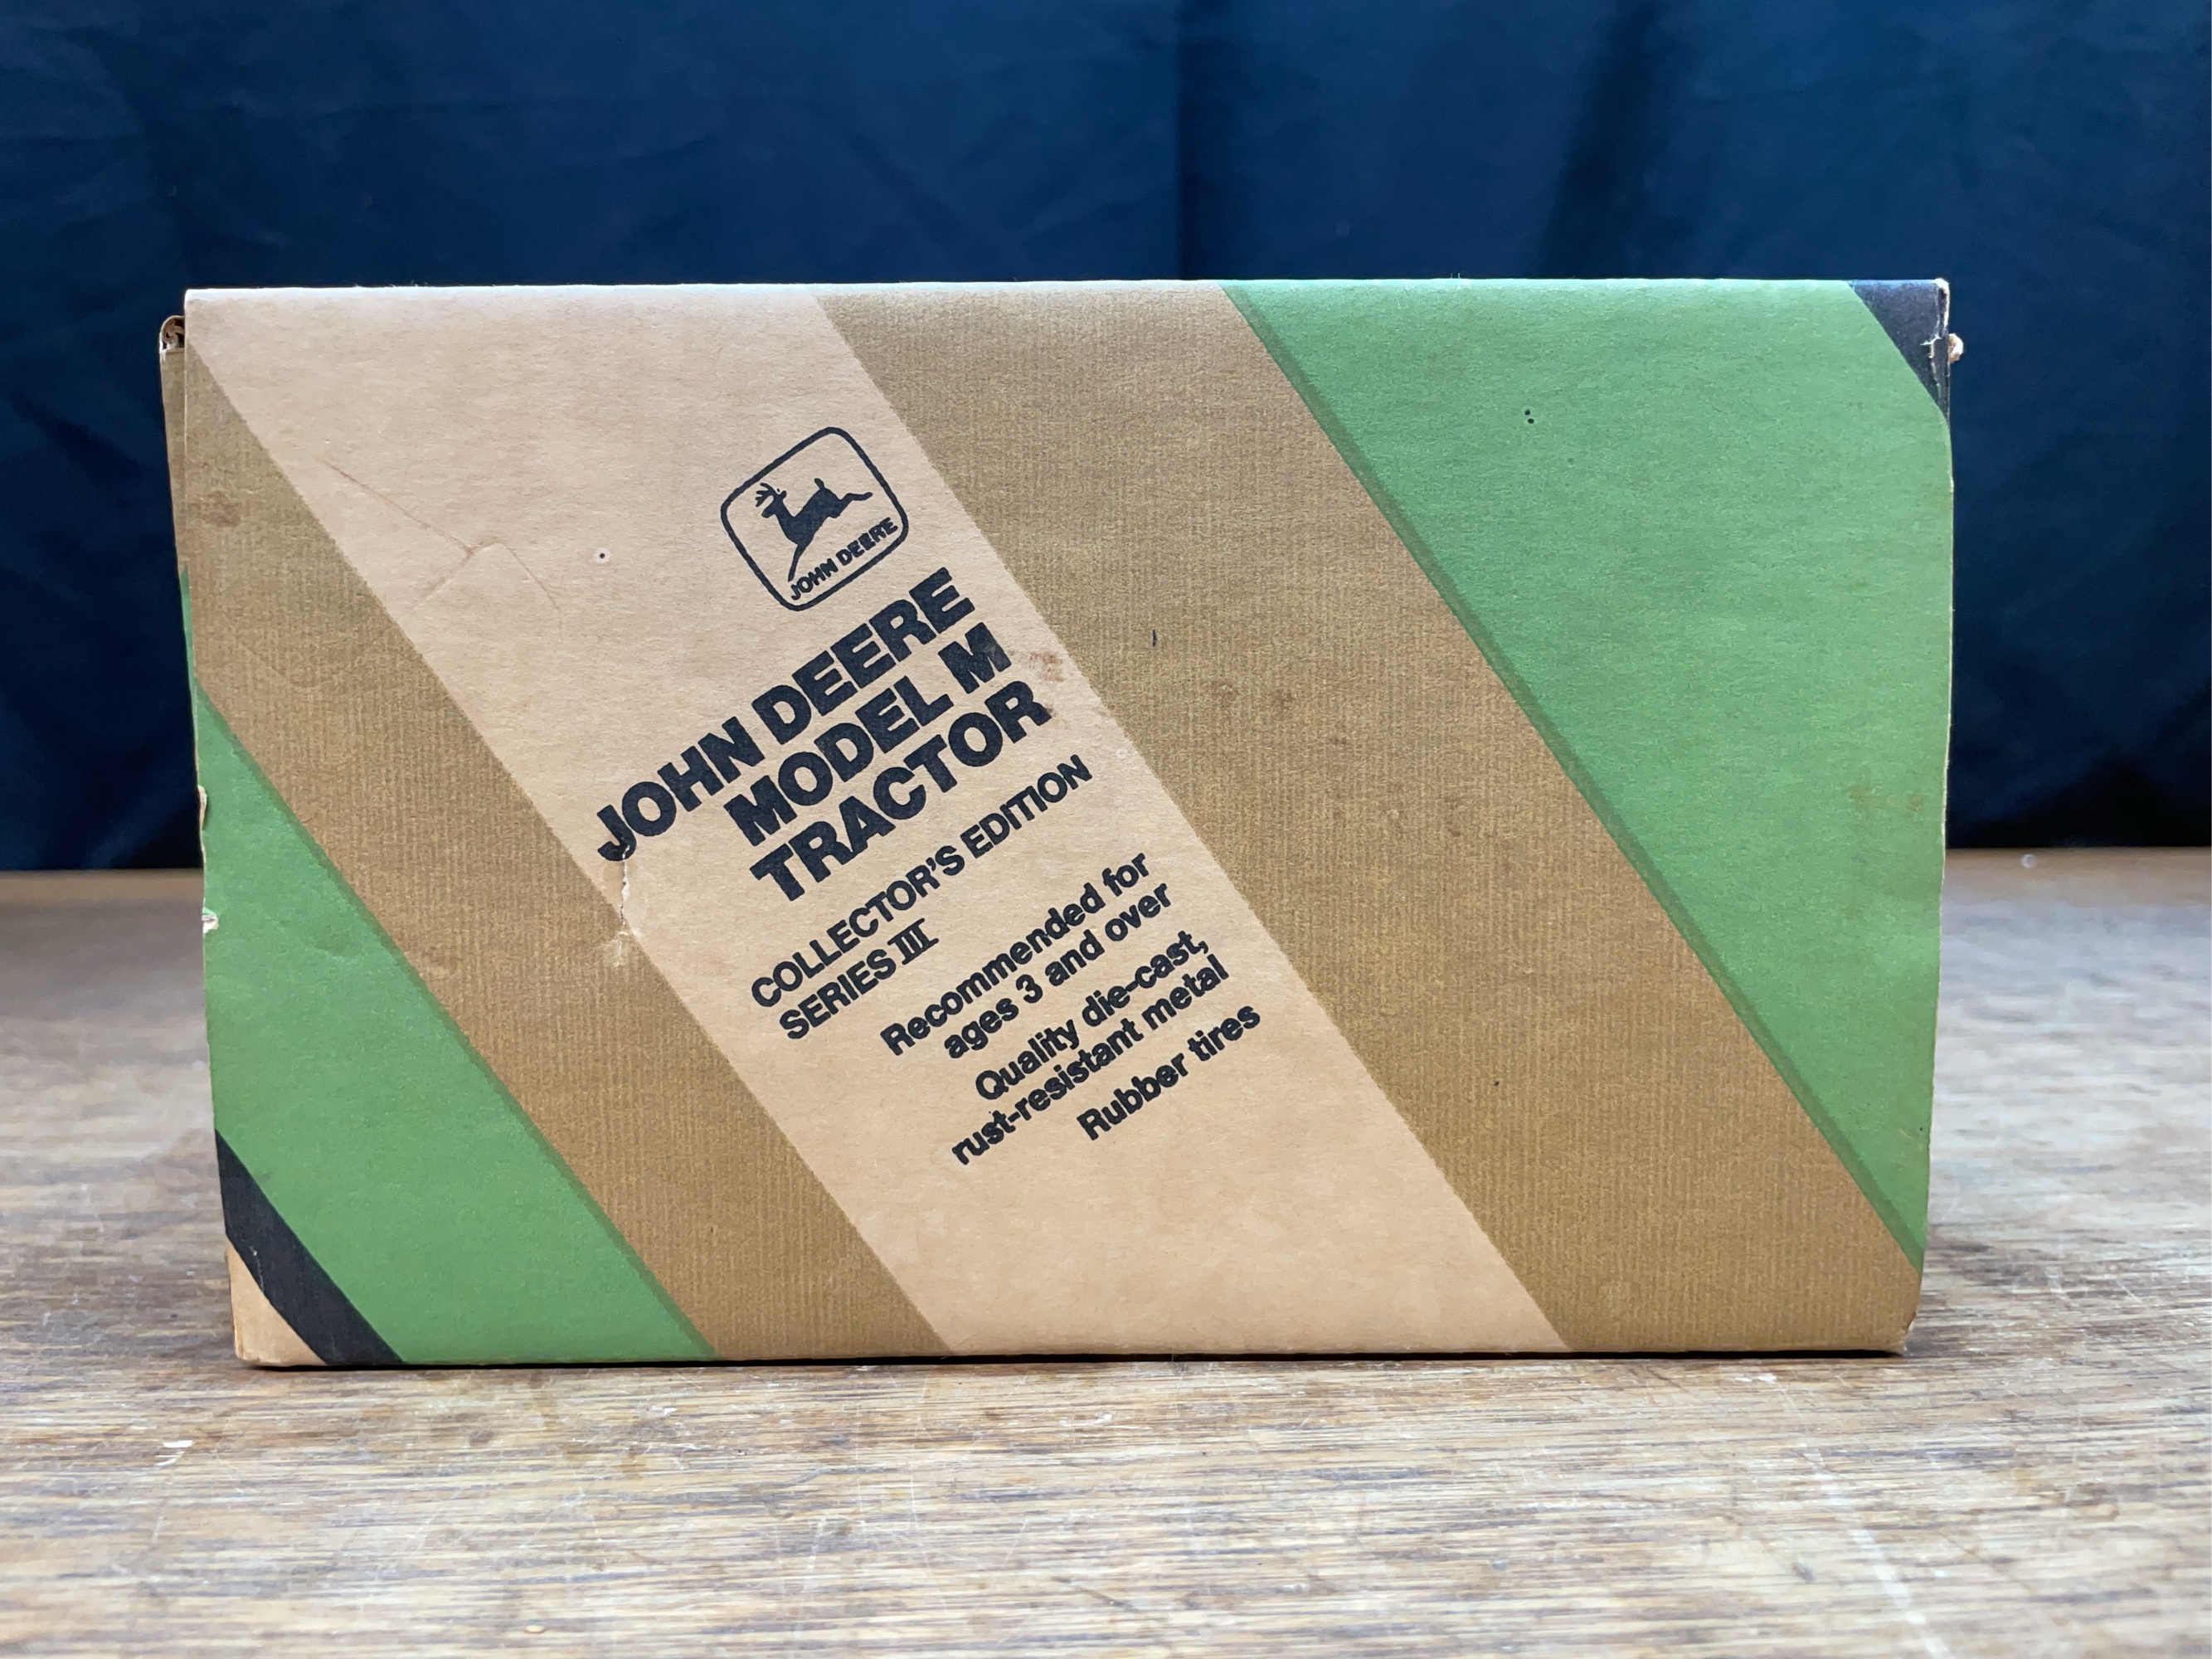 JOHN DEERE
JOHN DEERE
MODEL M
TRACTOR
COLLECTOR'S EDITION
SERIES III
Recommended for
ages 3 and over
Quality die-cast,
rust-resistant metal
Rubber tires